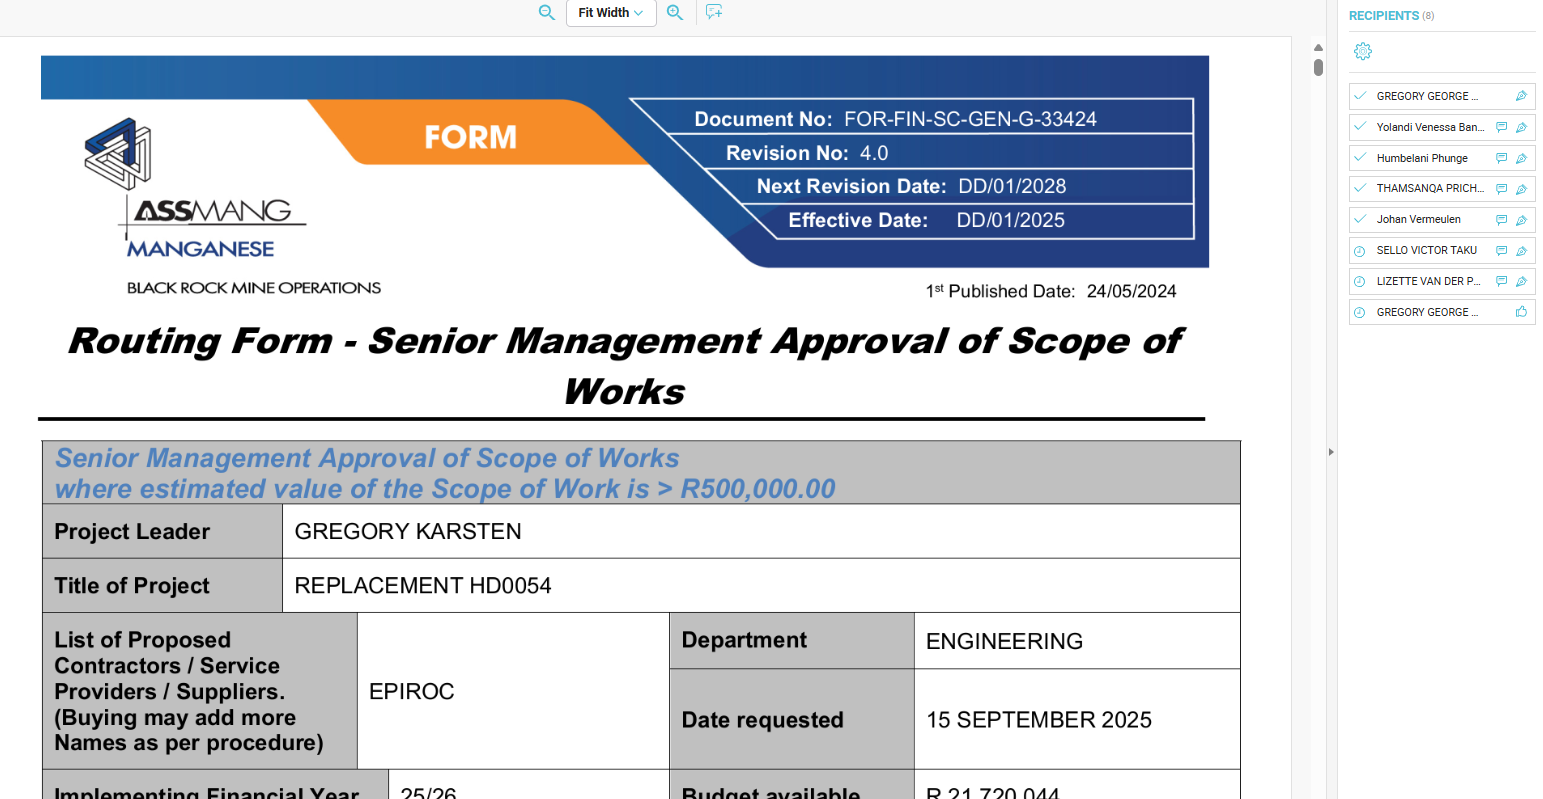 Fit Width
RECIPIENTS (8)
GREGORY GEORGE ...
Yolandi Venessa Ban...
Humbelani Phunge
THAMSANQA PRICH...
Johan Vermeulen
SELLO VICTOR TAKU
LIZETTE VAN DER P...
GREGORY GEORGE ...
FORM
Document No: FOR-FIN-SC-GEN-G-33424
Revision No: 4.0
Next Revision Date: DD/01/2028
Effective Date: DD/01/2025
ASSMANG
MANGANESE
BLACK ROCK MINE OPERATIONS
1st Published Date: 24/05/2024
Routing Form - Senior Management Approval of Scope of
Works
Senior Management Approval of Scope of Works
where estimated value of the Scope of Work is > R500,000.00
Project Leader GREGORY KARSTEN
Title of Project REPLACEMENT HD0054
List of Proposed
Contractors / Service
Providers / Suppliers.
(Buying may add more
Names as per procedure)
EPIROC
Department ENGINEERING
Date requested 15 SEPTEMBER 2025
Implementing Financial Year 25/26
Budget available R 21 720 044